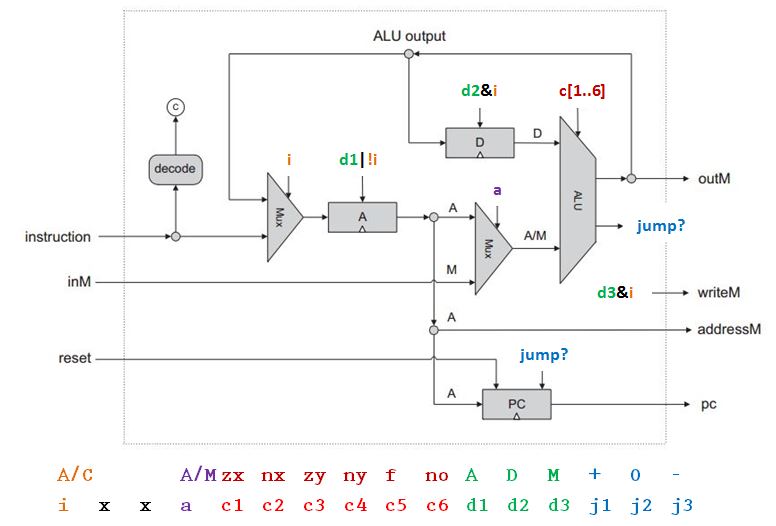 ALU output
d2&i
c[1..6]
c
D
D
decode
i
d1|!i
Mux
a
A
A
ALU
outM
Mux
A/M
jump?
instruction
inM
M
d3&i
writeM
A
addressM
reset
jump?
A
PC
pc
A/C A/M zx nx zy ny f no A D M + 0 -
i x x a c1 c2 c3 c4 c5 c6 d1 d2 d3 j1 j2 j3